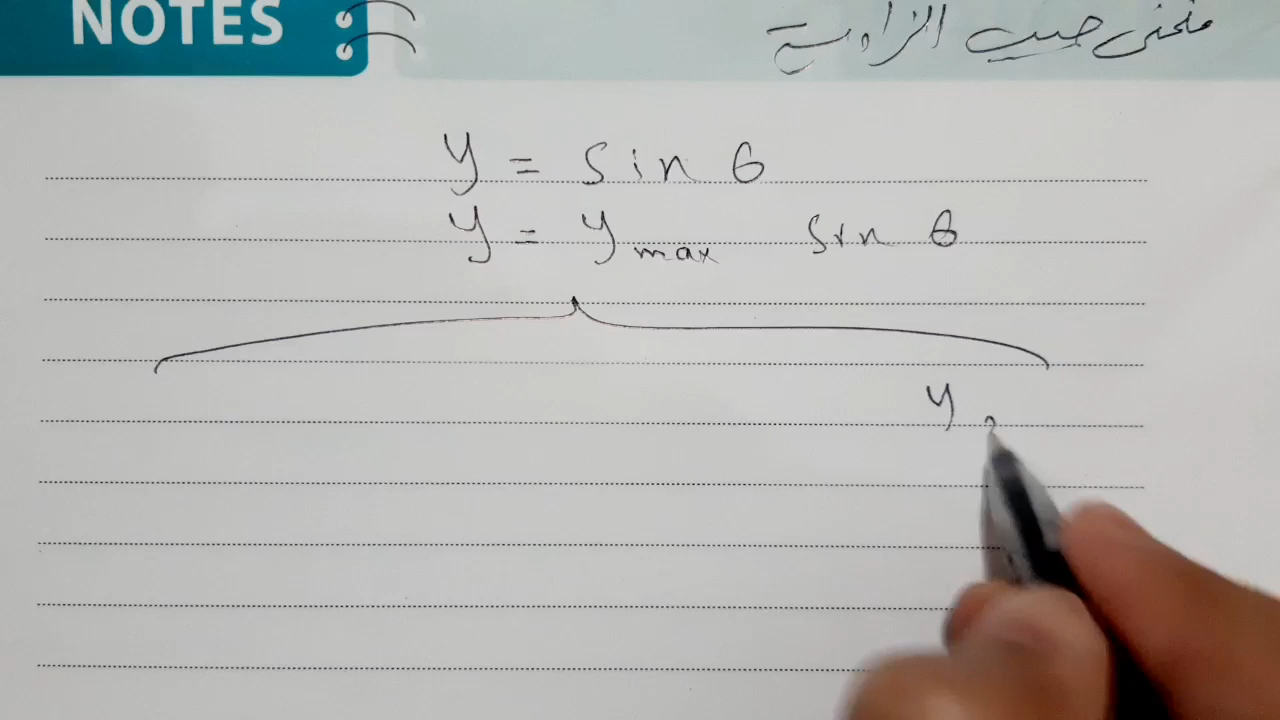 NOTES
منحنى جيب الزاوية
y = sin θ
y = y max sin θ
y